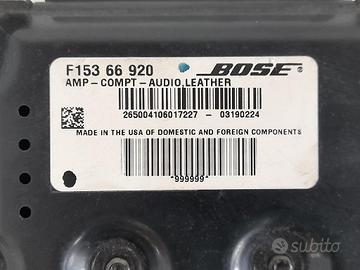 F153 66 920 BOSE®
AMP-COMPT-AUDIO,LEATHER
265004106017227 - 03190224
MADE IN THE USA OF DOMESTIC AND FOREIGN COMPONENTS
"999999"
subito